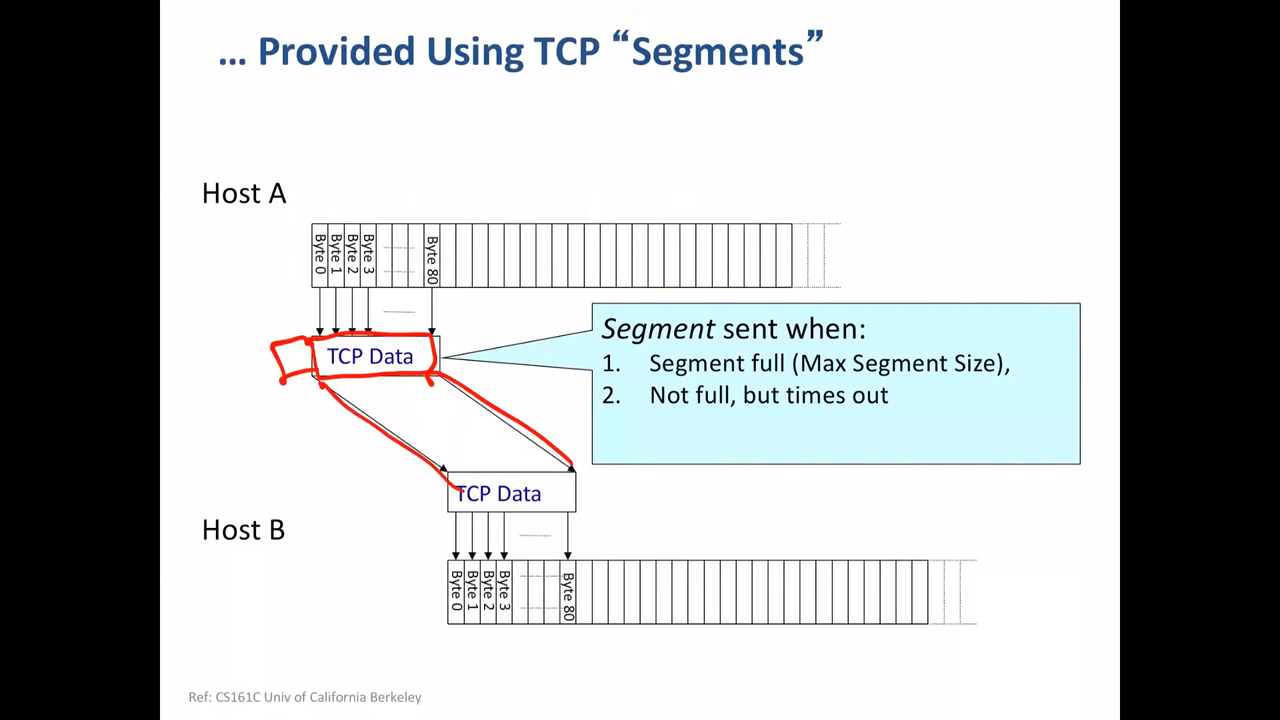 … Provided Using TCP “Segments”
Host A
Byte 0
Byte 1
Byte 2
Byte 3
Byte 80
TCP Data
Segment sent when:
1. Segment full (Max Segment Size),
2. Not full, but times out
TCP Data
Host B
Byte 0
Byte 1
Byte 2
Byte 3
Byte 80
Ref: CS161C Univ of California Berkeley